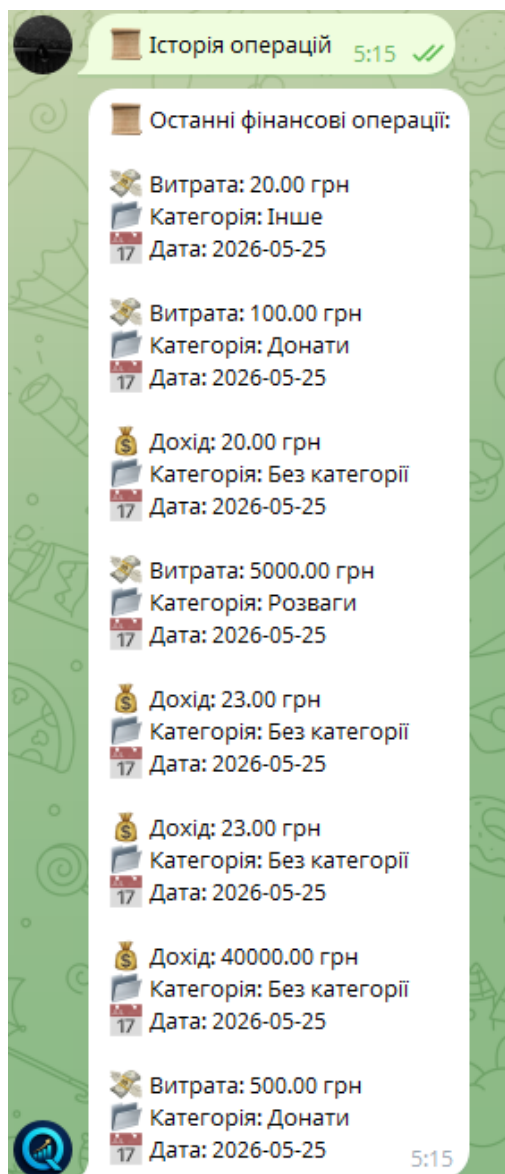 📜 Історія операцій 5:15
📜 Останні фінансові операції:
💸 Витрата: 20.00 грн
📁 Категорія: Інше
📅 Дата: 2026-05-25
💸 Витрата: 100.00 грн
📁 Категорія: Донати
📅 Дата: 2026-05-25
💰 Дохід: 20.00 грн
📁 Категорія: Без категорії
📅 Дата: 2026-05-25
💸 Витрата: 5000.00 грн
📁 Категорія: Розваги
📅 Дата: 2026-05-25
💰 Дохід: 23.00 грн
📁 Категорія: Без категорії
📅 Дата: 2026-05-25
💰 Дохід: 23.00 грн
📁 Категорія: Без категорії
📅 Дата: 2026-05-25
💰 Дохід: 40000.00 грн
📁 Категорія: Без категорії
📅 Дата: 2026-05-25
💸 Витрата: 500.00 грн
📁 Категорія: Донати
📅 Дата: 2026-05-25 5:15